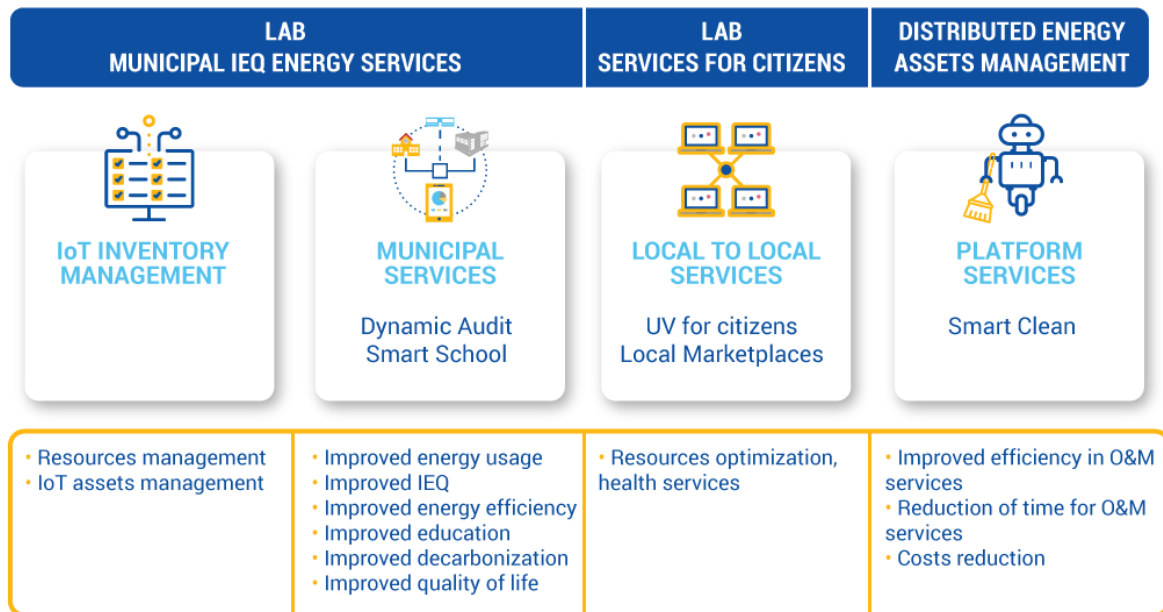 LAB
MUNICIPAL IEQ ENERGY SERVICES
LAB
SERVICES FOR CITIZENS
DISTRIBUTED ENERGY
ASSETS MANAGEMENT
IoT INVENTORY
MANAGEMENT
MUNICIPAL
SERVICES
Dynamic Audit
Smart School
LOCAL TO LOCAL
SERVICES
UV for citizens
Local Marketplaces
PLATFORM
SERVICES
Smart Clean
• Resources management
• IoT assets management
• Improved energy usage
• Improved IEQ
• Improved energy efficiency
• Improved education
• Improved decarbonization
• Improved quality of life
• Resources optimization,
health services
• Improved efficiency in O&M
services
• Reduction of time for O&M
services
• Costs reduction